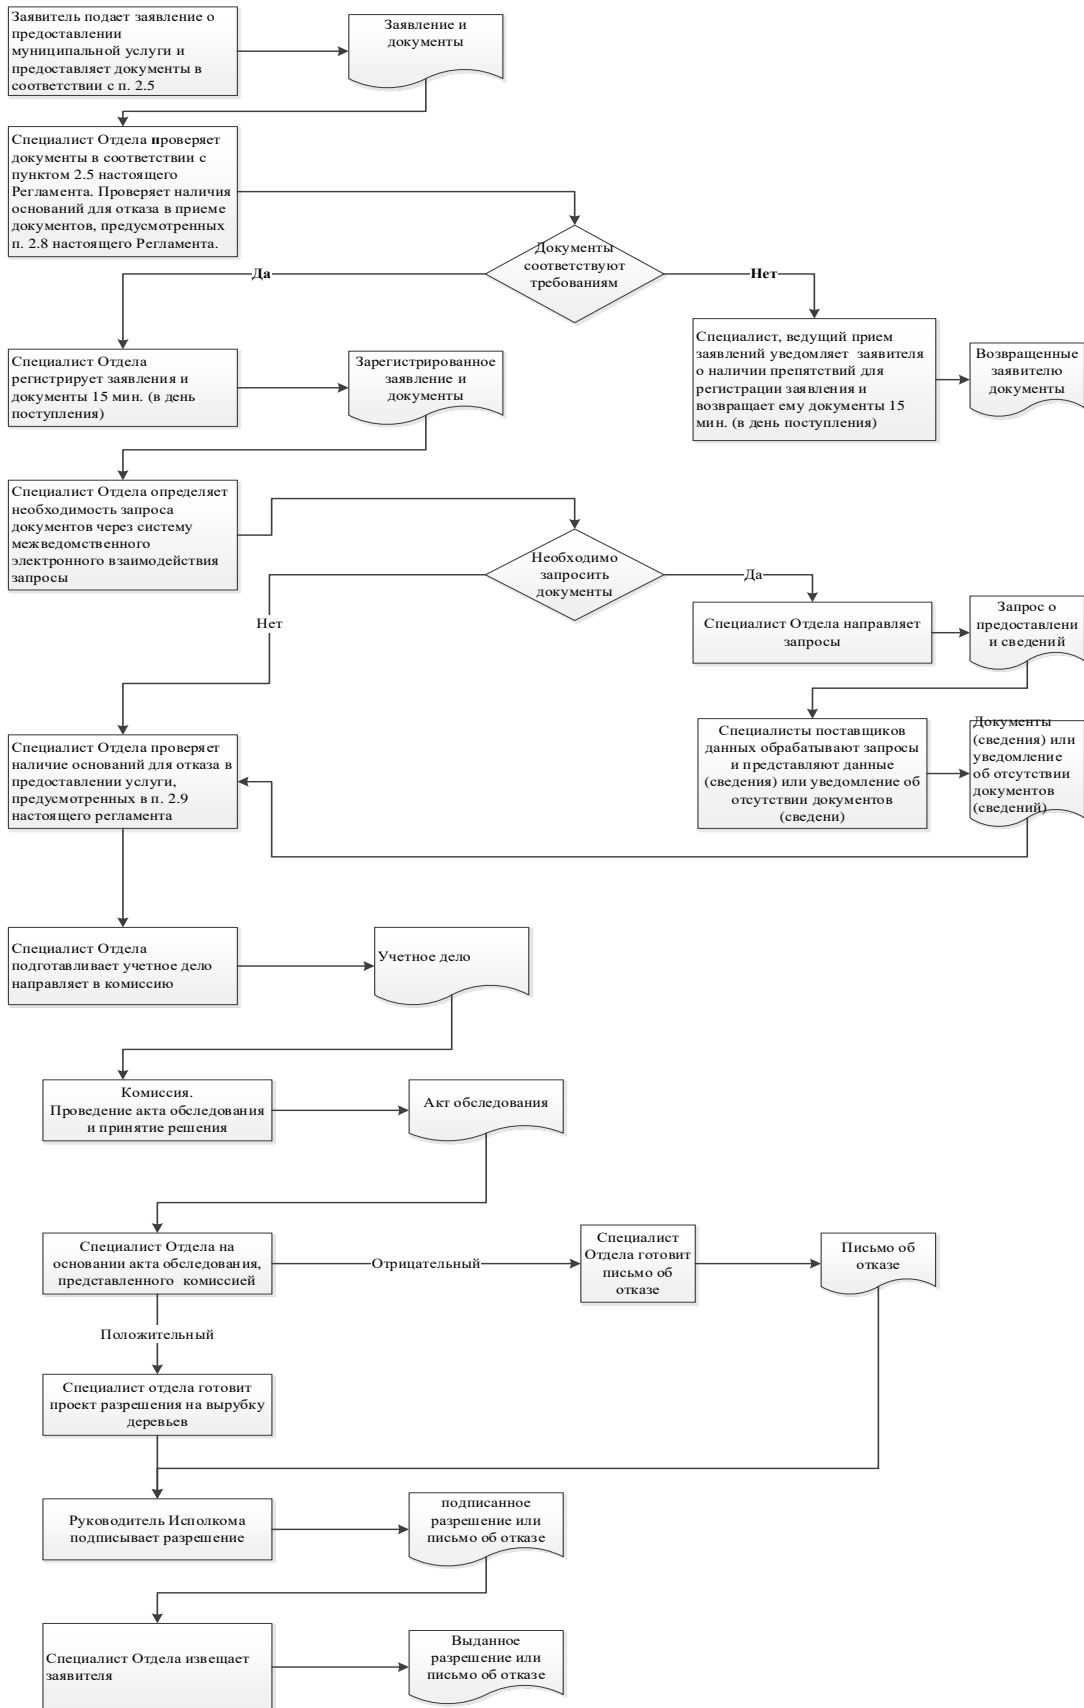 Заявитель подает заявление о
предоставлении
муниципальной услуги и
предоставляет документы в
соответствии с п. 2.5
Заявление и
документы
Специалист Отдела проверяет
документы в соответствии с
пунктом 2.5 настоящего
Регламента. Проверяет наличия
оснований для отказа в приеме
документов, предусмотренных
п. 2.8 настоящего Регламента.
Документы
соответствуют
требованиям
Да
Нет
Специалист Отдела
регистрирует заявления и
документы 15 мин. (в день
поступления)
Зарегистрированное
заявление и
документы
Специалист, ведущий прием
заявлений уведомляет заявителя
о наличии препятствий для
регистрации заявления и
возвращает ему документы 15
мин. (в день поступления)
Возвращенные
заявителю
документы
Специалист Отдела определяет
необходимость запроса
документов через систему
межведомственного
электронного взаимодействия
запросы
Необходимо
запросить
документы
Да
Нет
Специалист Отдела направляет
запросы
Запрос о
предоставлени
и сведений
Специалист Отдела проверяет
наличие оснований для отказа в
предоставлении услуги,
предусмотренных в п. 2.9
настоящего регламента
Специалисты поставщиков
данных обрабатывают запросы
и представляют данные
(сведения) или уведомление об
отсутствии документов
(сведени)
Документы
(сведения) или
уведомление
об отсутствии
документов
(сведений)
Специалист Отдела
подготавливает учетное дело
направляет в комиссию
Учетное дело
Комиссия.
Проведение акта обследования
и принятие решения
Акт обследования
Специалист Отдела на
основании акта обследования,
представленного комиссией
Отрицательный
Специалист
Отдела готовит
письмо об
отказе
Письмо об
отказе
Положительный
Специалист отдела готовит
проект разрешения на вырубку
деревьев
Руководитель Исполкома
подписывает разрешение
подписанное
разрешение или
письмо об отказе
Специалист Отдела извещает
заявителя
Выданное
разрешение или
письмо об отказе